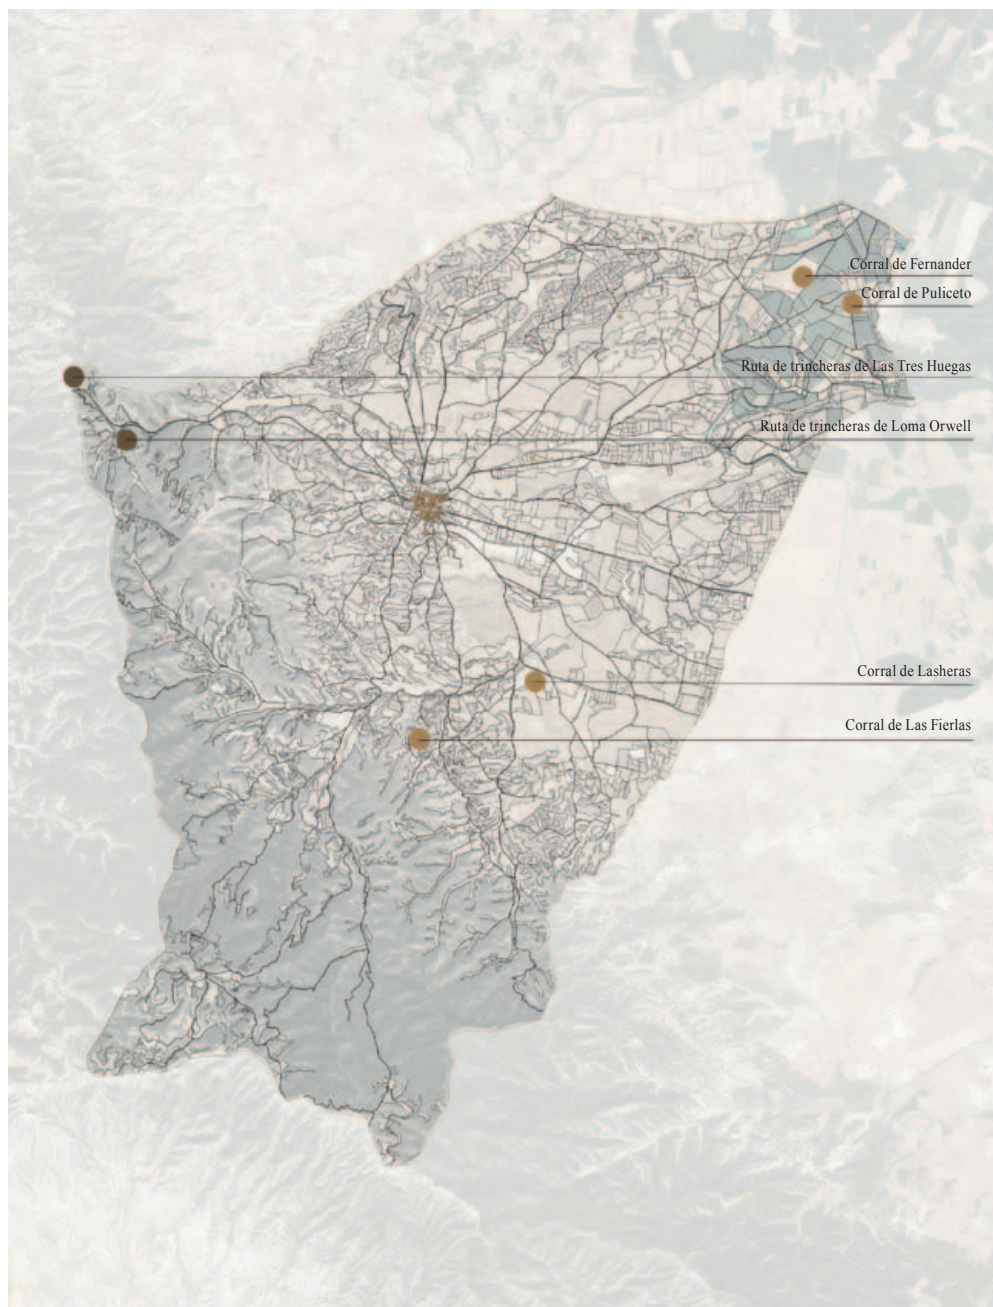 Corral de Fernander
Corral de Puliceto
Ruta de trincheras de Las Tres Huegas
Ruta de trincheras de Loma Orwell
Corral de Lasheras
Corral de Las Fierlas